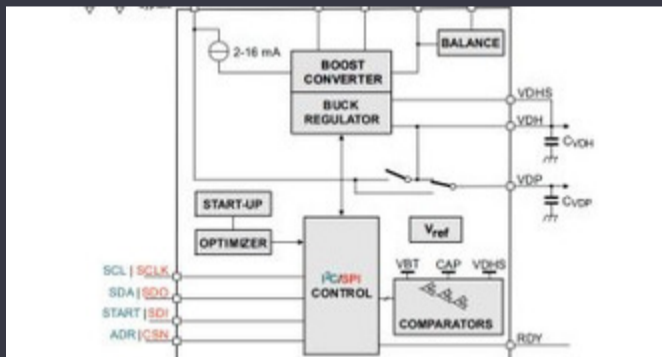 2-16 mA
BALANCE
BOOST
CONVERTER
BUCK
REGULATOR
VDHS
VDH
CVDH
VDP
CVDP
START-UP
OPTIMIZER
Vref
SCL | SCLK
SDA | SDO
START | SDI
ADR | CSN
I²C/SPI
CONTROL
VBT CAP VDHS
COMPARATORS
RDY